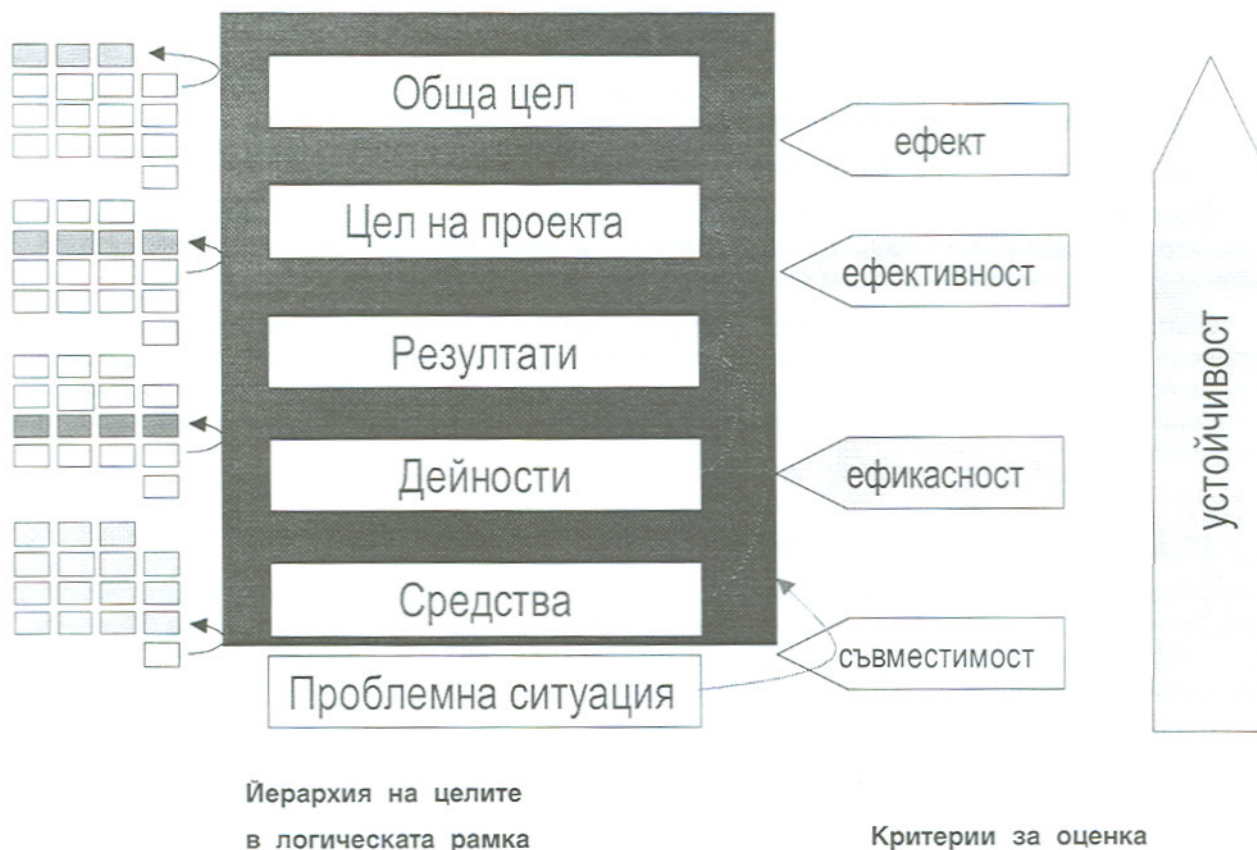 Обща цел
ефект
Цел на проекта
ефективност
Резултати
Дейности
ефикасност
Средства
съвместимост
Проблемна ситуация
устойчивост
Йерархия на целите
в логическата рамка
Критерии за оценка